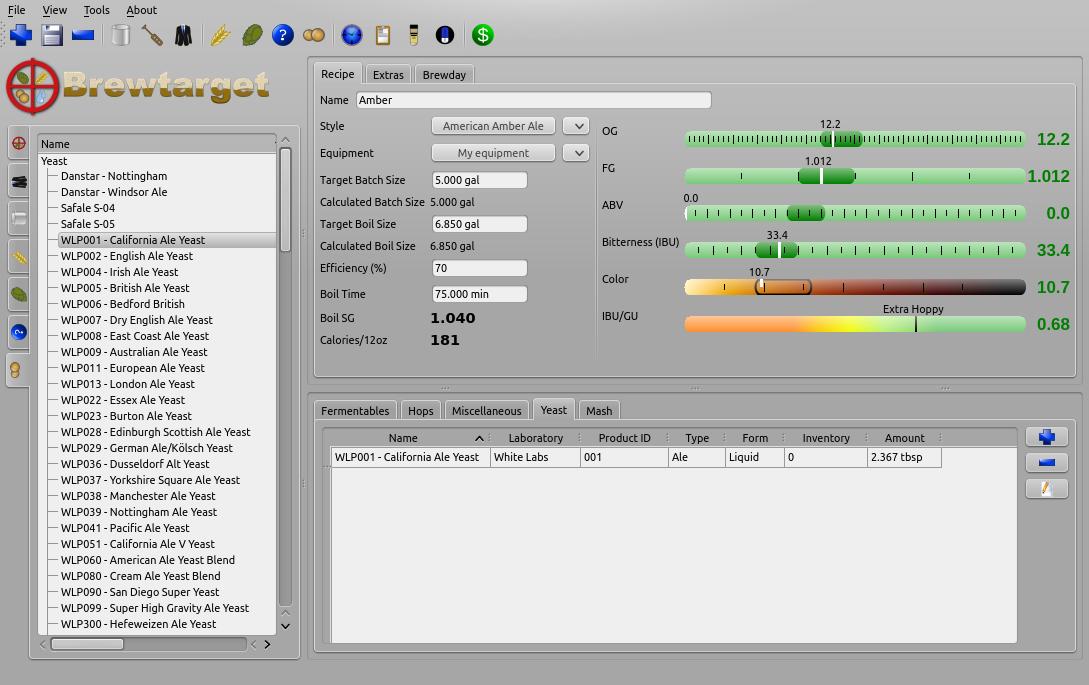 File View Tools About
Brewtarget
Name
Yeast
Danstar - Nottingham
Danstar - Windsor Ale
Safale S-04
Safale S-05
WLP001 - California Ale Yeast
WLP002 - English Ale Yeast
WLP004 - Irish Ale Yeast
WLP005 - British Ale Yeast
WLP006 - Bedford British
WLP007 - Dry English Ale Yeast
WLP008 - East Coast Ale Yeast
WLP009 - Australian Ale Yeast
WLP011 - European Ale Yeast
WLP013 - London Ale Yeast
WLP022 - Essex Ale Yeast
WLP023 - Burton Ale Yeast
WLP028 - Edinburgh Scottish Ale Yeast
WLP029 - German Ale/Kölsch Yeast
WLP036 - Dusseldorf Alt Yeast
WLP037 - Yorkshire Square Ale Yeast
WLP038 - Manchester Ale Yeast
WLP039 - Nottingham Ale Yeast
WLP041 - Pacific Ale Yeast
WLP051 - California Ale V Yeast
WLP060 - American Ale Yeast Blend
WLP080 - Cream Ale Yeast Blend
WLP090 - San Diego Super Yeast
WLP099 - Super High Gravity Ale Yeast
WLP300 - Hefeweizen Ale Yeast
Recipe Extras Brewday
Name Amber
Style American Amber Ale
Equipment My equipment
Target Batch Size 5.000 gal
Calculated Batch Size 5.000 gal
Target Boil Size 6.850 gal
Calculated Boil Size 6.850 gal
Efficiency (%) 70
Boil Time 75.000 min
Boil SG 1.040
Calories/12oz 181
12.2
OG 12.2
1.012
FG 1.012
0.0
ABV 0.0
33.4
Bitterness (IBU) 33.4
10.7
Color 10.7
Extra Hoppy
IBU/GU 0.68
Fermentables Hops Miscellaneous Yeast Mash
Name Laboratory Product ID Type Form Inventory Amount
WLP001 - California Ale Yeast White Labs 001 Ale Liquid 0 2.367 tbsp